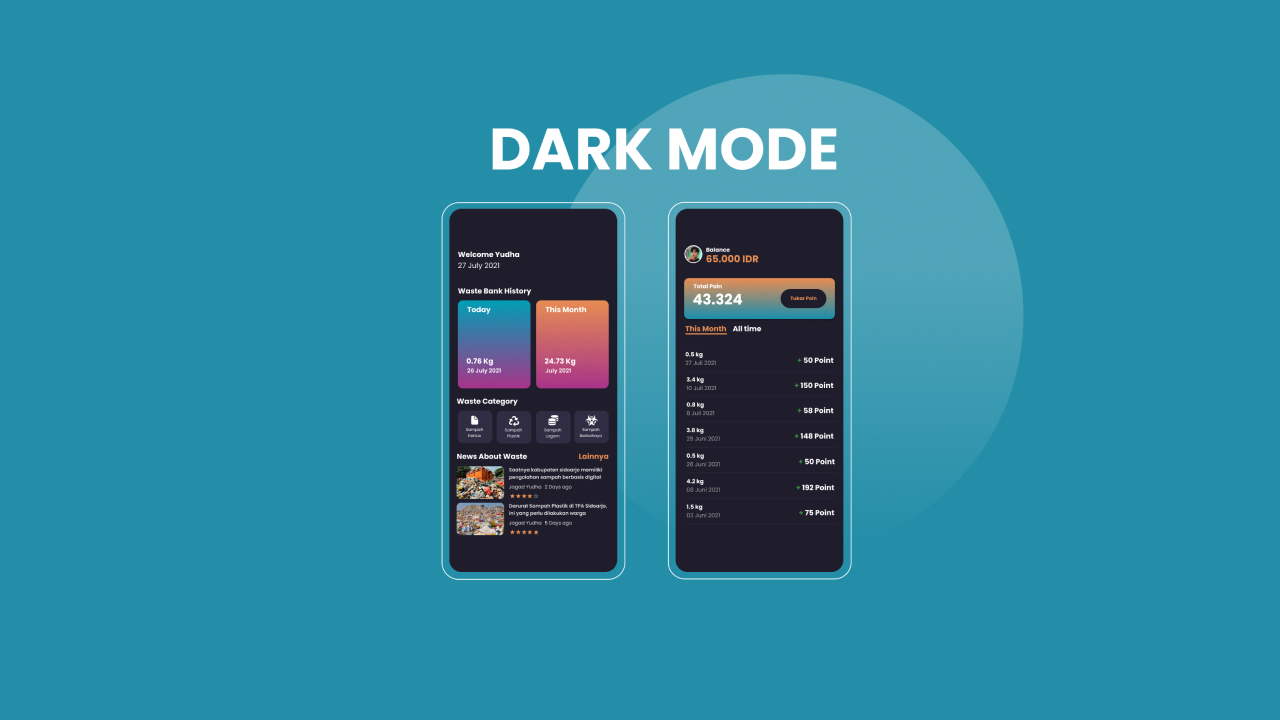 DARK MODE
Welcome Yudha
27 July 2021
Waste Bank History
Today
0.76 Kg
26 July 2021
This Month
24.73 Kg
July 2021
Waste Category
Sampah
Kertas
Sampah
Plastik
Sampah
Logam
Sampah
Berbahaya
News About Waste
Lainnya
Saatnya kabupaten sidoarjo memiliki
pengolahan sampah berbasis digital
Jagad Yudha 2 Days ago
Darurat Sampah Plastik di TPA Sidoarjo,
ini yang perlu dilakukan warga
Jagad Yudha 5 Days ago
Balance
65.000 IDR
Total Poin
43.324
Tukar Poin
This Month
All time
0.5 kg
27 Juli 2021
+ 50 Point
3.4 kg
10 Juli 2021
+ 150 Point
0.8 kg
8 Juli 2021
+ 58 Point
3.8 kg
29 Juni 2021
+ 148 Point
0.5 kg
26 Juni 2021
+ 50 Point
4.2 kg
08 Juni 2021
+ 192 Point
1.5 kg
03 Juni 2021
+ 75 Point